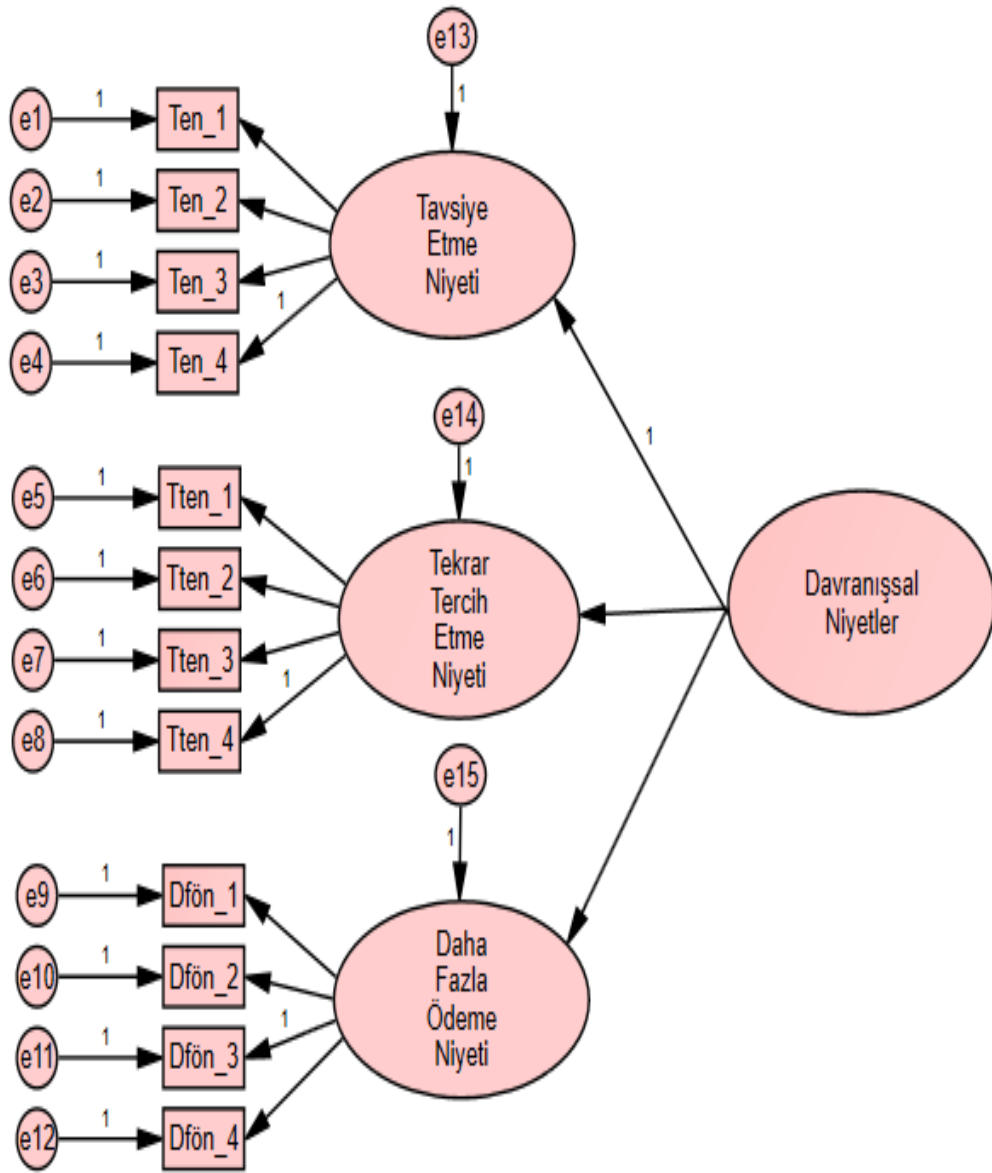 e13
1
e1
1
Ten_1
e2
1
Ten_2
e3
1
Ten_3
1
e4
1
Ten_4
Tavsiye
Etme
Niyeti
1
e14
1
e5
1
Tten_1
e6
1
Tten_2
e7
1
Tten_3
1
e8
1
Tten_4
Tekrar
Tercih
Etme
Niyeti
Davranışsal
Niyetler
e15
1
e9
1
Dfön_1
e10
1
Dfön_2
e11
1
Dfön_3
1
e12
1
Dfön_4
Daha
Fazla
Ödeme
Niyeti